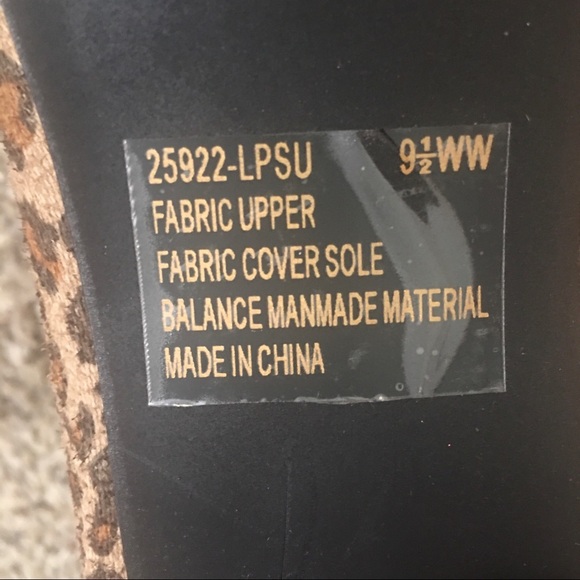 25922-LPSU 9½WW
FABRIC UPPER
FABRIC COVER SOLE
BALANCE MANMADE MATERIAL
MADE IN CHINA